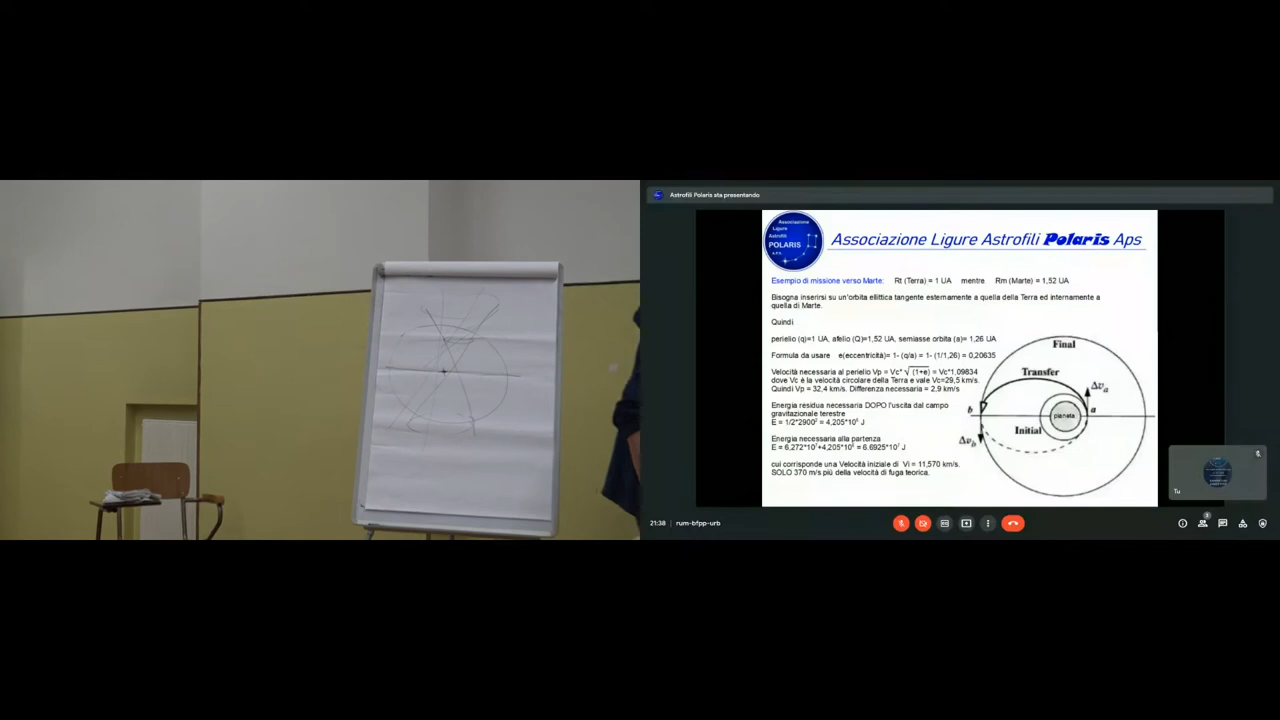 Astrofili Polaris sta presentando
Associazione
Ligure
Astrofili
POLARIS
A.P.S.
Associazione Ligure Astrofili Polaris Aps
Esempio di missione verso Marte: Rt (Terra) = 1 UA mentre Rm (Marte) = 1,52 UA
Bisogna inserirsi su un'orbita ellittica tangente esternamente a quella della Terra ed internamente a
quella di Marte.
Quindi
perielio (q)=1 UA, afelio (Q)=1,52 UA, semiasse orbita (a)= 1,26 UA
Formula da usare e(eccentricità)= 1- (q/a) = 1- (1/1,26) = 0,20635
Velocità necessaria al perielio Vp = Vc* √(1+e) = Vc*1,09834
dove Vc è la velocità circolare della Terra e vale Vc=29,5 km/s.
Quindi Vp = 32,4 km/s. Differenza necessaria = 2,9 km/s
Energia residua necessaria DOPO l'uscita dal campo
gravitazionale terestre
E = 1/2*2900² = 4,205*10⁶ J
Energia necessaria alla partenza
E = 6,272*10⁷+4,205*10⁶ = 6.6925*10⁷ J
cui corrisponde una Velocità iniziale di Vi = 11,570 km/s.
SOLO 370 m/s più della velocità di fuga teorica.
Final
Transfer
Δva
b
planeta
a
Initial
Δvb
Tu
21:38 rum-bfpp-urb
3